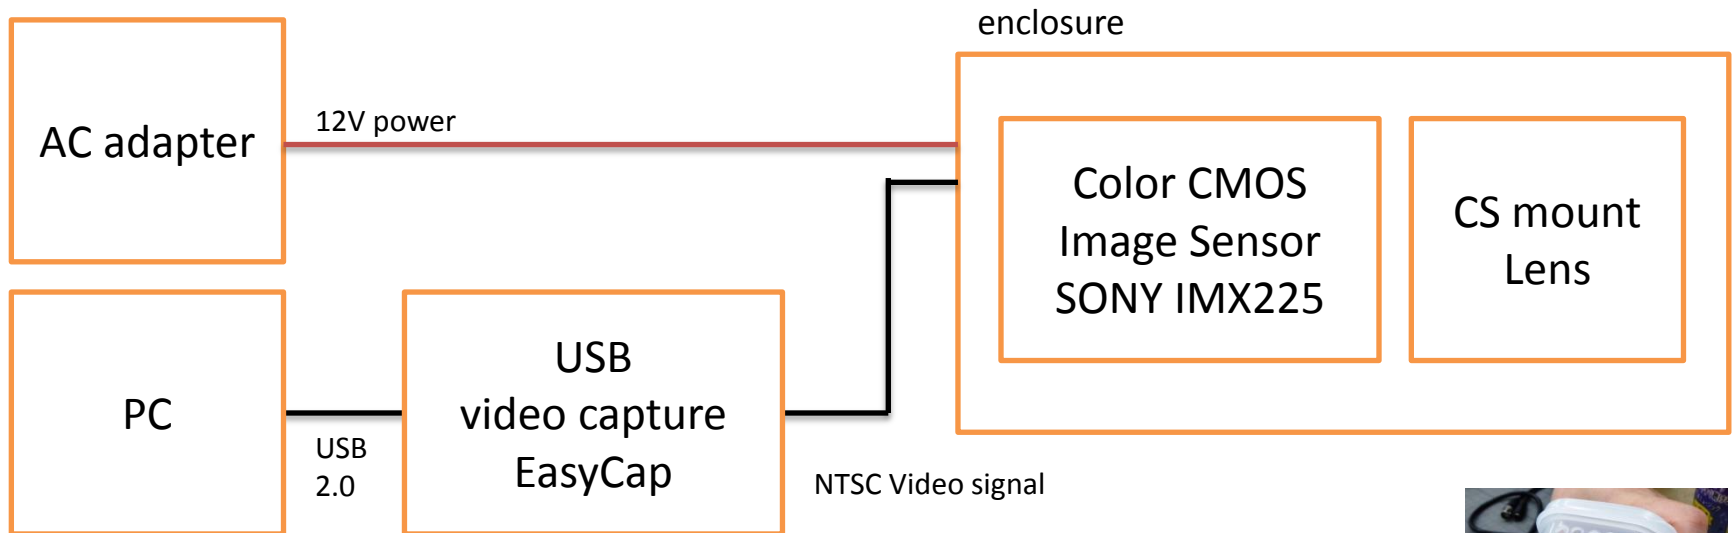 enclosure
AC adapter
12V power
Color CMOS
Image Sensor
SONY IMX225
CS mount
Lens
PC
USB
2.0
USB
video capture
EasyCap
NTSC Video signal